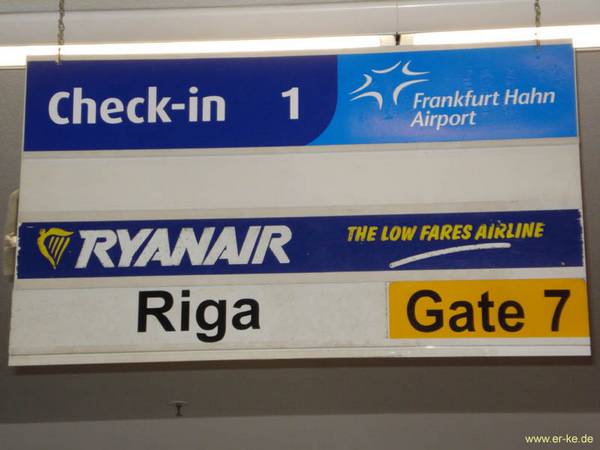 Check-in 1
Frankfurt Hahn
Airport
RYANAIR THE LOW FARES AIRLINE
Riga Gate 7
www.er-ke.de